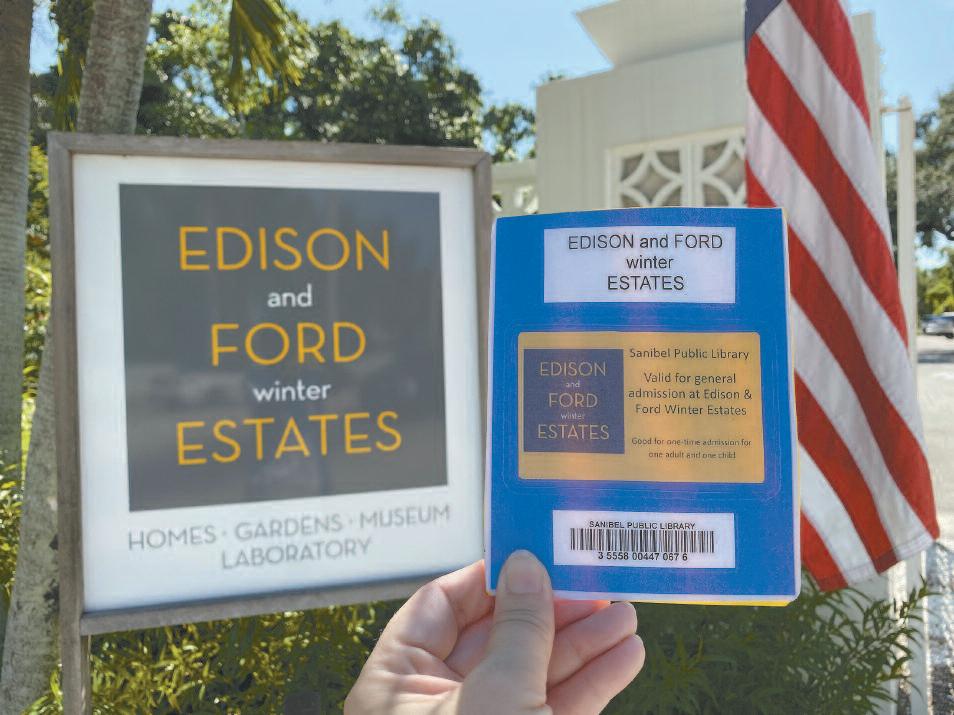 EDISON
and
FORD
winter
ESTATES
HOMES · GARDENS · MUSEUM
LABORATORY
EDISON and FORD
winter
ESTATES
EDISON
and
FORD
winter
ESTATES
Sanibel Public Library
Valid for general
admission at Edison &
Ford Winter Estates
Good for one-time admission for
one adult and one child
SANIBEL PUBLIC LIBRARY
3 5558 00447 067 6